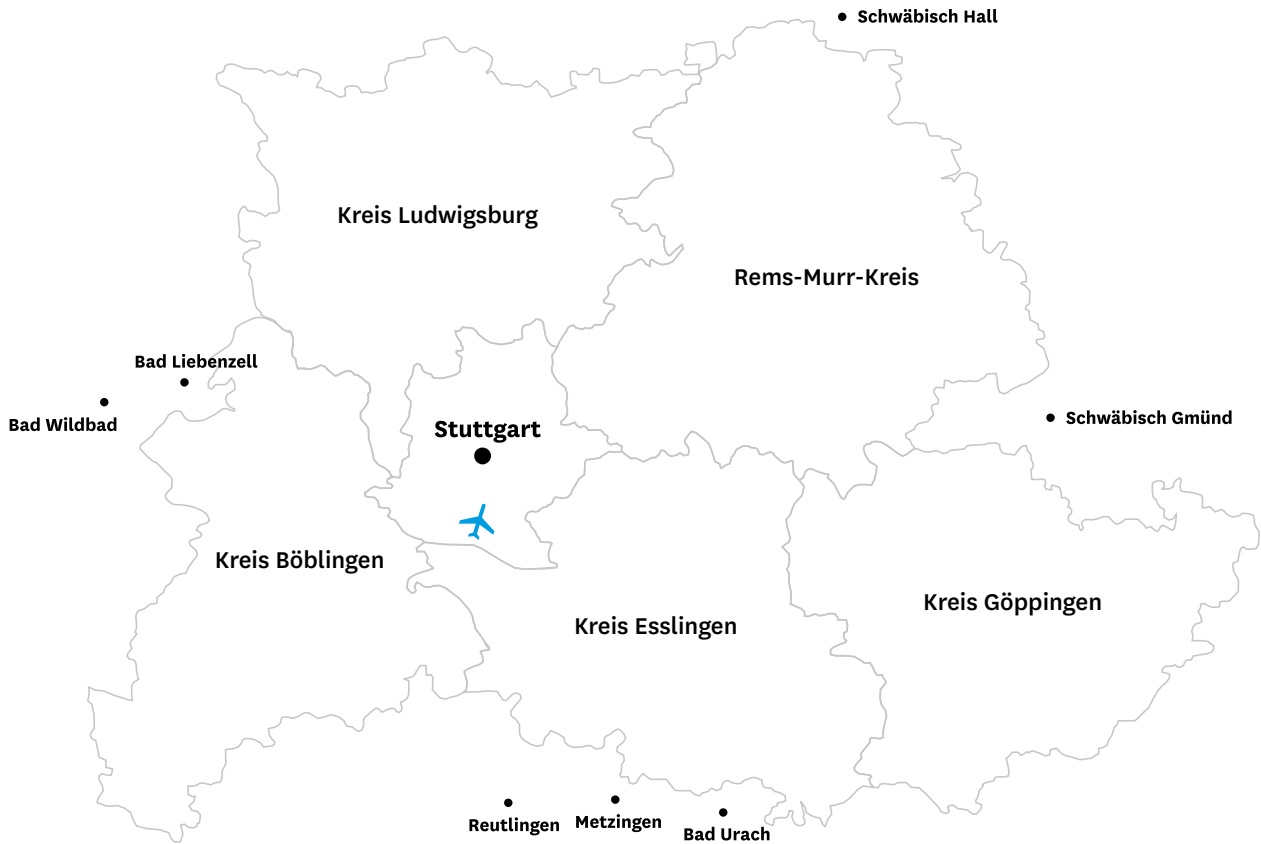 Schwäbisch Hall
Kreis Ludwigsburg
Rems-Murr-Kreis
Bad Liebenzell
Bad Wildbad
Schwäbisch Gmünd
Stuttgart
Kreis Böblingen
Kreis Göppingen
Kreis Esslingen
Reutlingen
Metzingen
Bad Urach